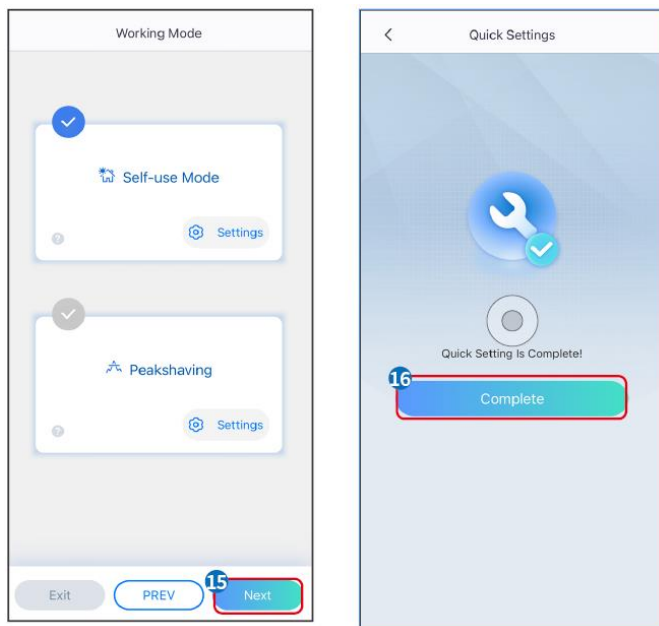 Working Mode
Self-use Mode
?
Settings
Peakshaving
?
Settings
Exit
PREV
15
Next
Quick Settings
Quick Setting Is Complete!
16
Complete